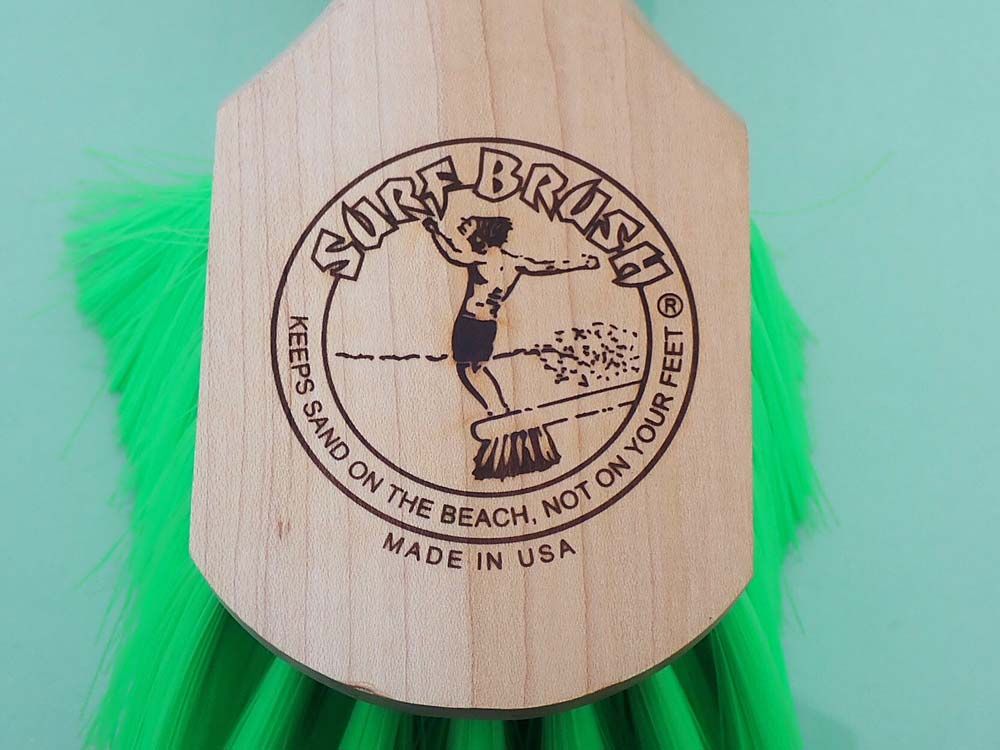 SURF BRUSH ®
KEEPS SAND ON THE BEACH, NOT ON YOUR FEET
MADE IN USA